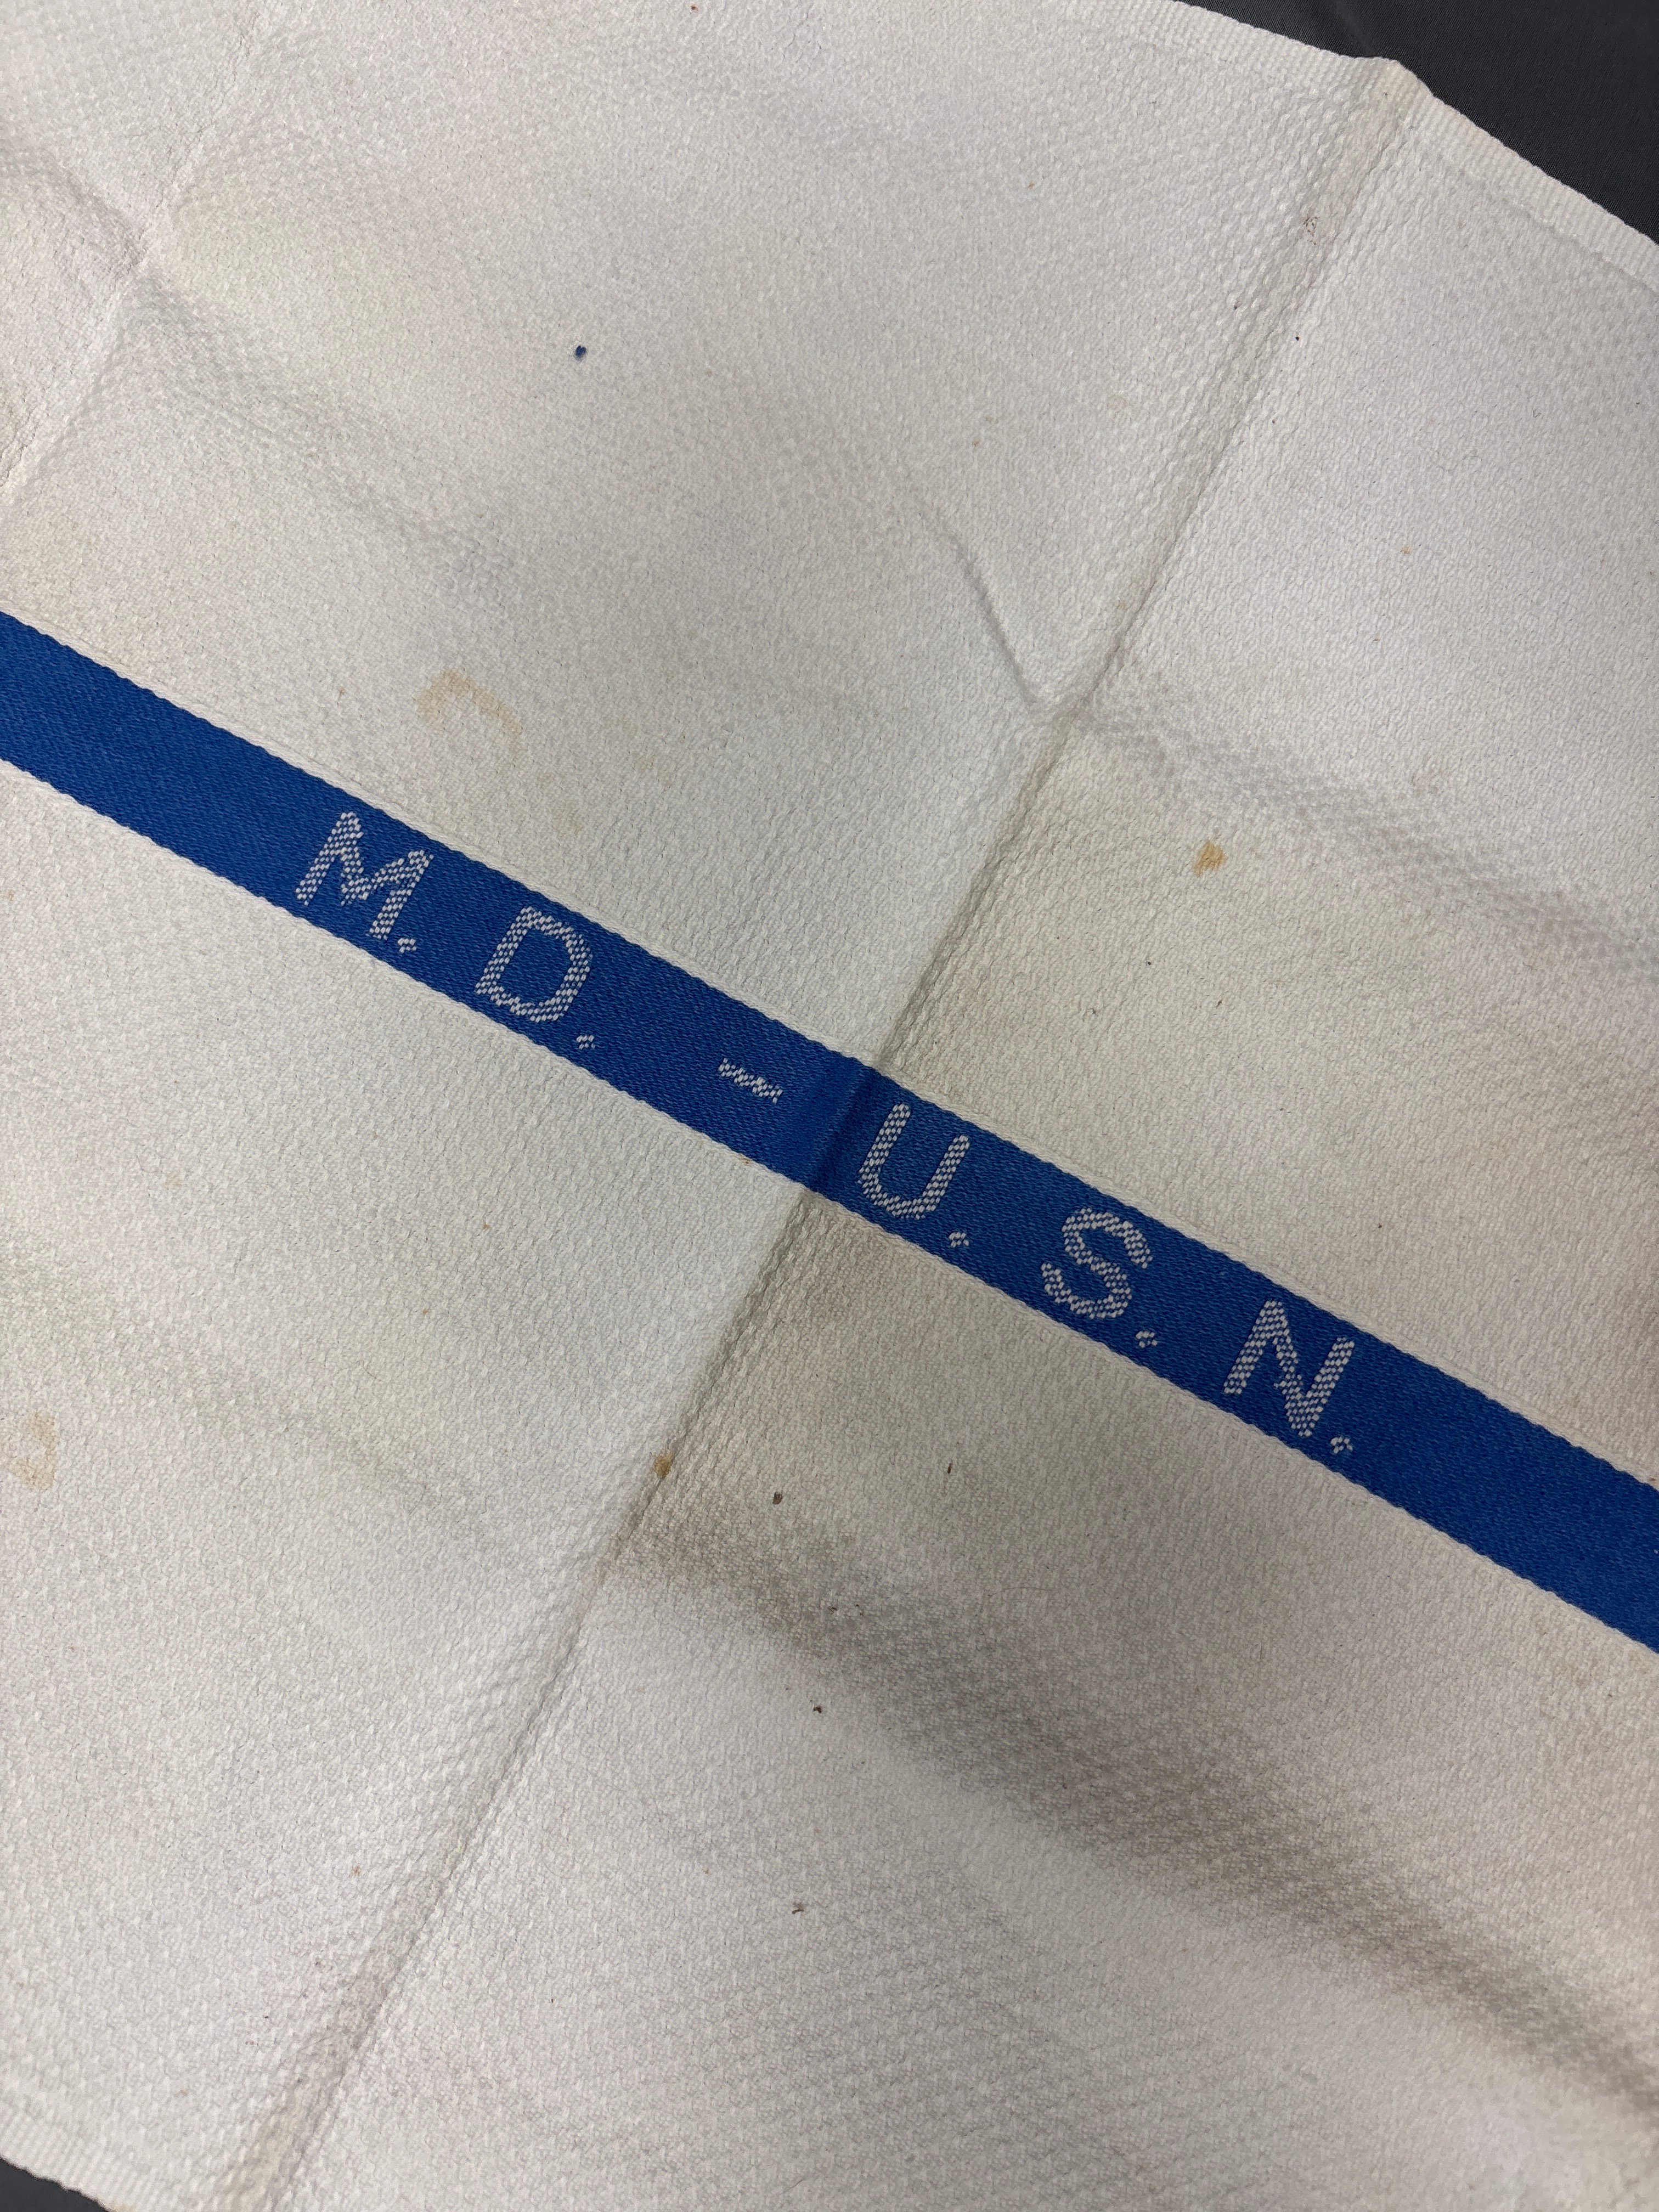 M. D. - U. S. N.